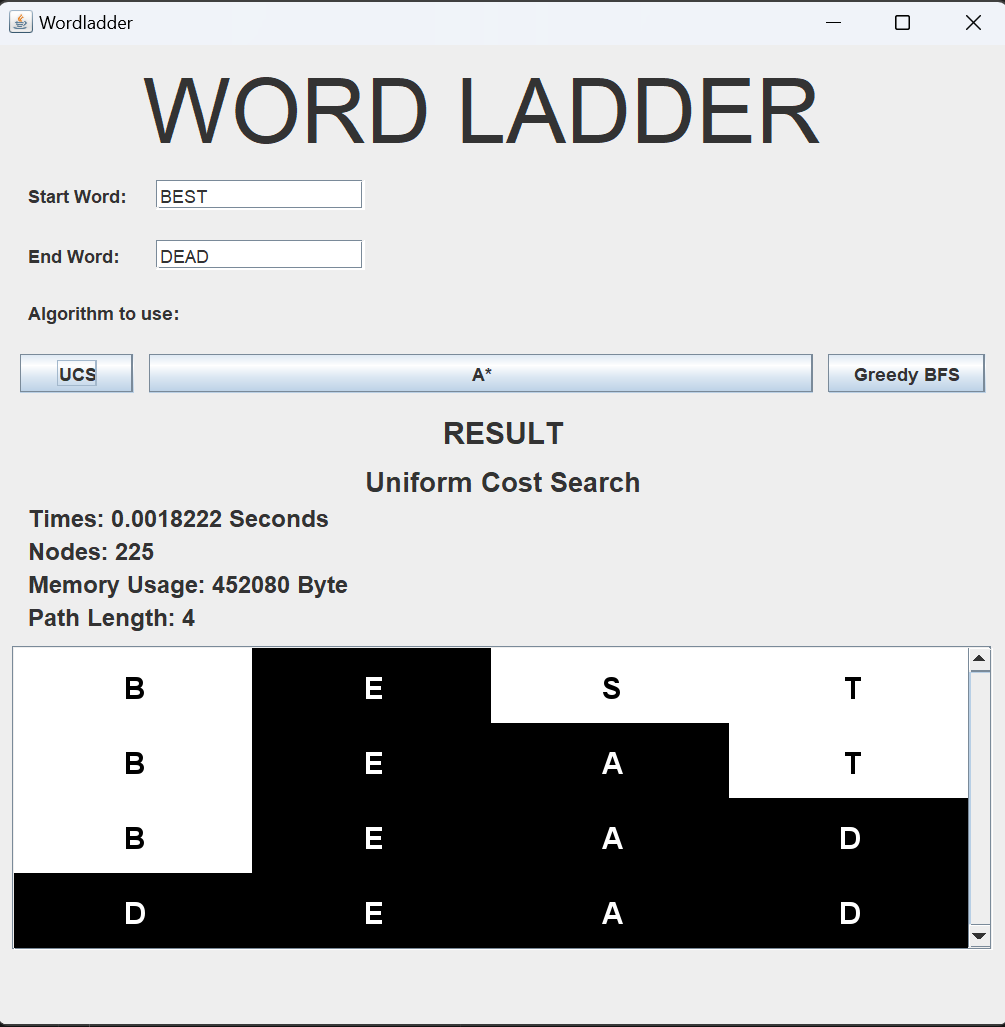 Wordladder
WORD LADDER
Start Word: BEST
End Word: DEAD
Algorithm to use:
UCS A* Greedy BFS
RESULT
Uniform Cost Search
Times: 0.0018222 Seconds
Nodes: 225
Memory Usage: 452080 Byte
Path Length: 4
B E S T
B E A T
B E A D
D E A D